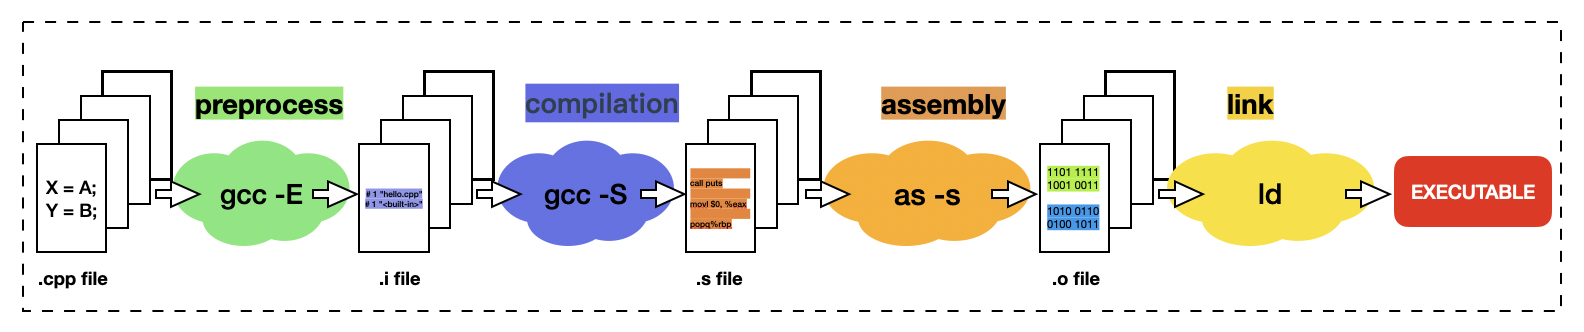 preprocess
compilation
assembly
link
X = A;
Y = B;
gcc -E
# 1 "hello.cpp"
# 1 "<built-in>"
gcc -S
call puts
movl $0, %eax
popq%rbp
as -s
1101 1111
1001 0011
1010 0110
0100 1011
ld
EXECUTABLE
.cpp file
.i file
.s file
.o file